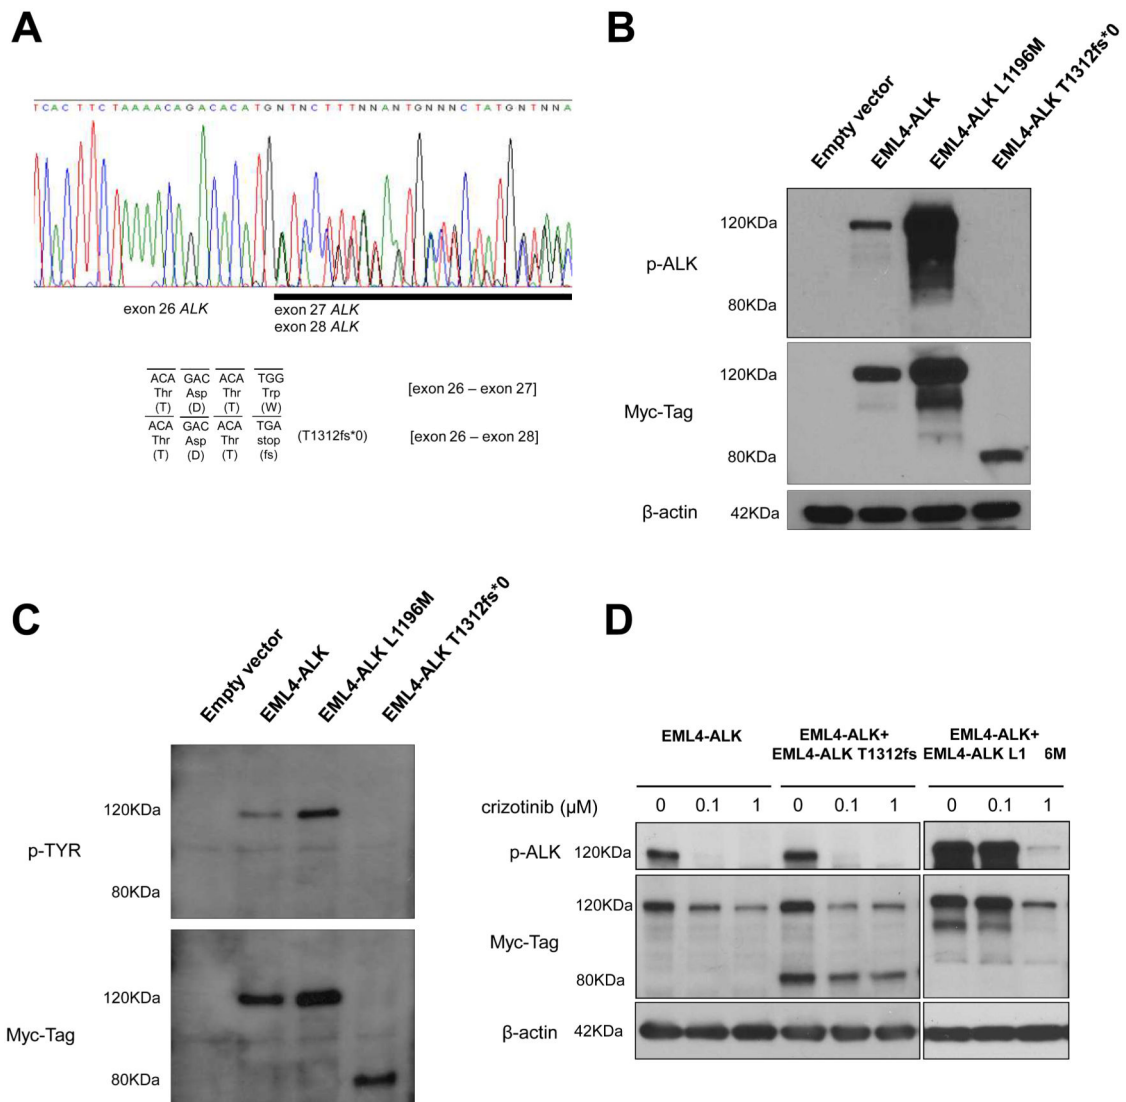 A
TCACTTCTAAAACAGACACATGNTNCTTTNNANTGNNNCTATGNTNNA
exon 26 ALK
exon 27 ALK
exon 28 ALK
ACA GAC ACA TGG
Thr Asp Thr Trp
(T) (D) (T) (W)
[exon 26 – exon 27]
ACA GAC ACA TGA
Thr Asp Thr stop
(T) (D) (T) (fs)
(T1312fs*0)
[exon 26 – exon 28]
B
Empty vector
EML4-ALK
EML4-ALK L1196M
EML4-ALK T1312fs*0
120KDa
p-ALK
80KDa
120KDa
Myc-Tag
80KDa
β-actin 42KDa
C
Empty vector
EML4-ALK
EML4-ALK L1196M
EML4-ALK T1312fs*0
120KDa
p-TYR
80KDa
120KDa
Myc-Tag
80KDa
D
EML4-ALK
EML4-ALK+
EML4-ALK T1312fs
EML4-ALK+
EML4-ALK L1 6M
crizotinib (µM) 0 0.1 1 0 0.1 1 0 0.1 1
p-ALK 120KDa
120KDa
Myc-Tag
80KDa
β-actin 42KDa